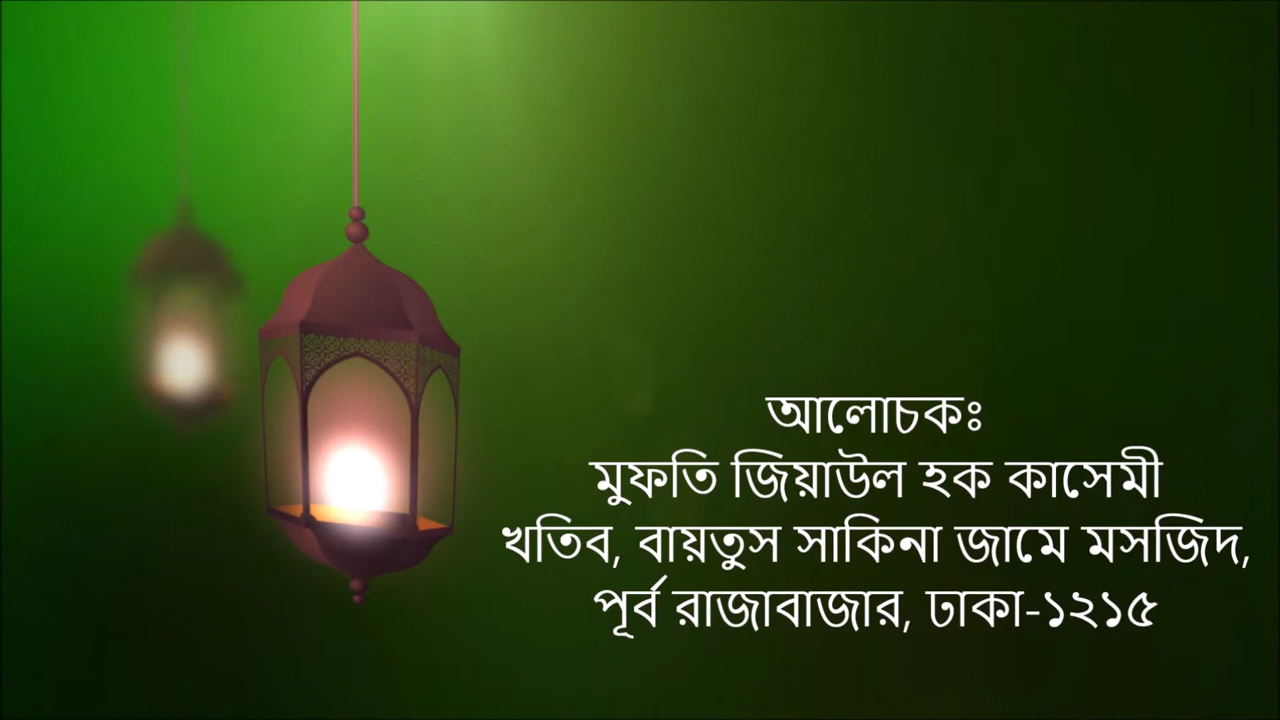 আলোচকঃ
মুফতি জিয়াউল হক কাসেমী
খতিব, বায়তুস সাকিনা জামে মসজিদ,
পূর্ব রাজাবাজার, ঢাকা-১২১৫